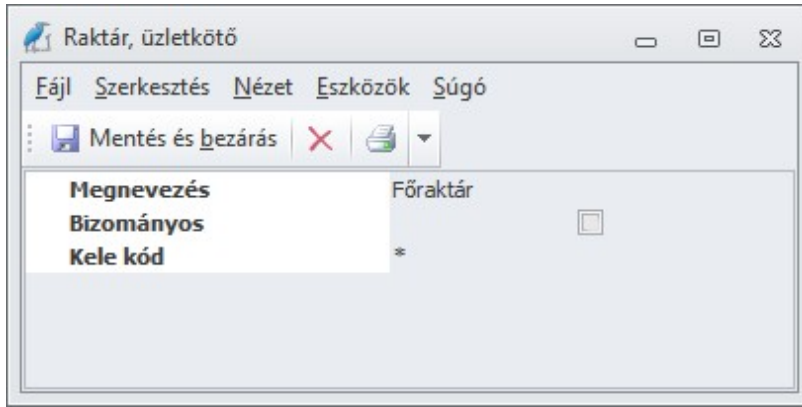 Raktár, üzletkötő
Fájl Szerkesztés Nézet Eszközök Súgó
Mentés és bezárás
Megnevezés Főraktár
Bizományos
Kele kód *